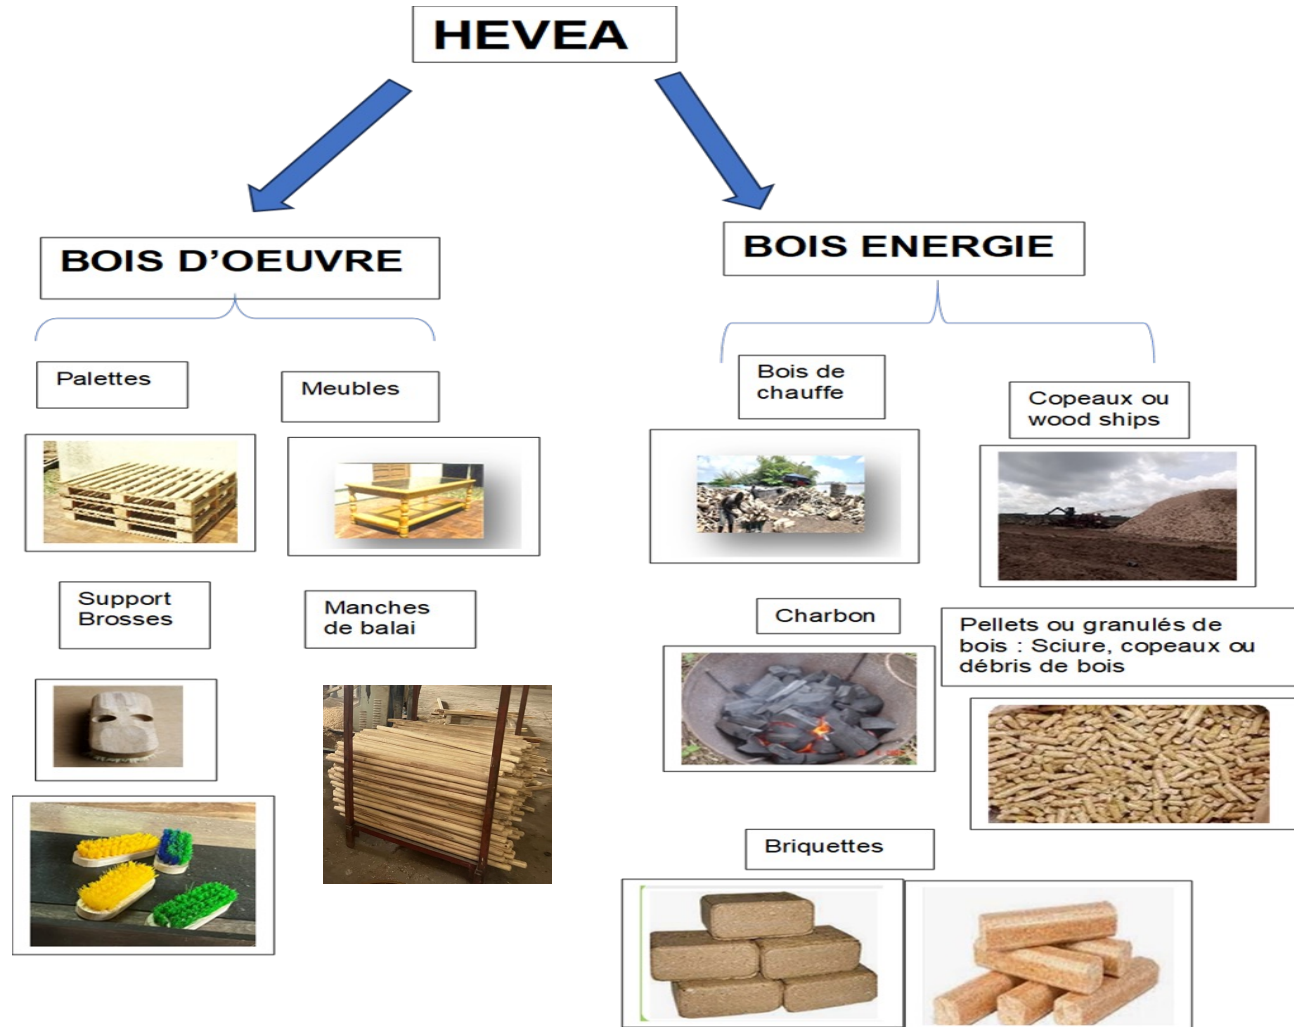 HEVEA
BOIS D'OEUVRE
BOIS ENERGIE
Palettes
Meubles
Bois de
chauffe
Copeaux ou
wood ships
Support
Brosses
Manches
de balai
Charbon
Pellets ou granulés de
bois : Sciure, copeaux ou
débris de bois
Briquettes